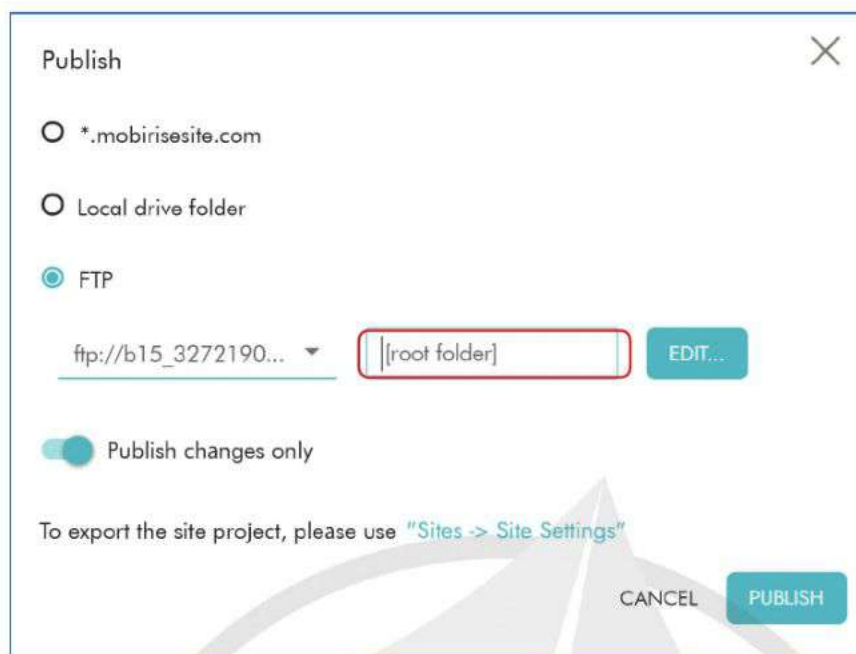 Publish
*.mobirisesite.com
Local drive folder
FTP
ftp://b15_3272190...
[root folder]
EDIT...
Publish changes only
To export the site project, please use "Sites -> Site Settings"
CANCEL
PUBLISH